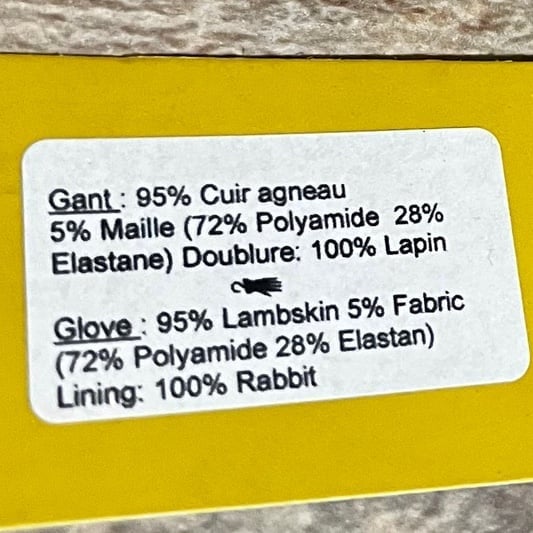 Gant : 95% Cuir agneau
5% Maille (72% Polyamide 28%
Elastane) Doublure: 100% Lapin
Glove : 95% Lambskin 5% Fabric
(72% Polyamide 28% Elastan)
Lining: 100% Rabbit